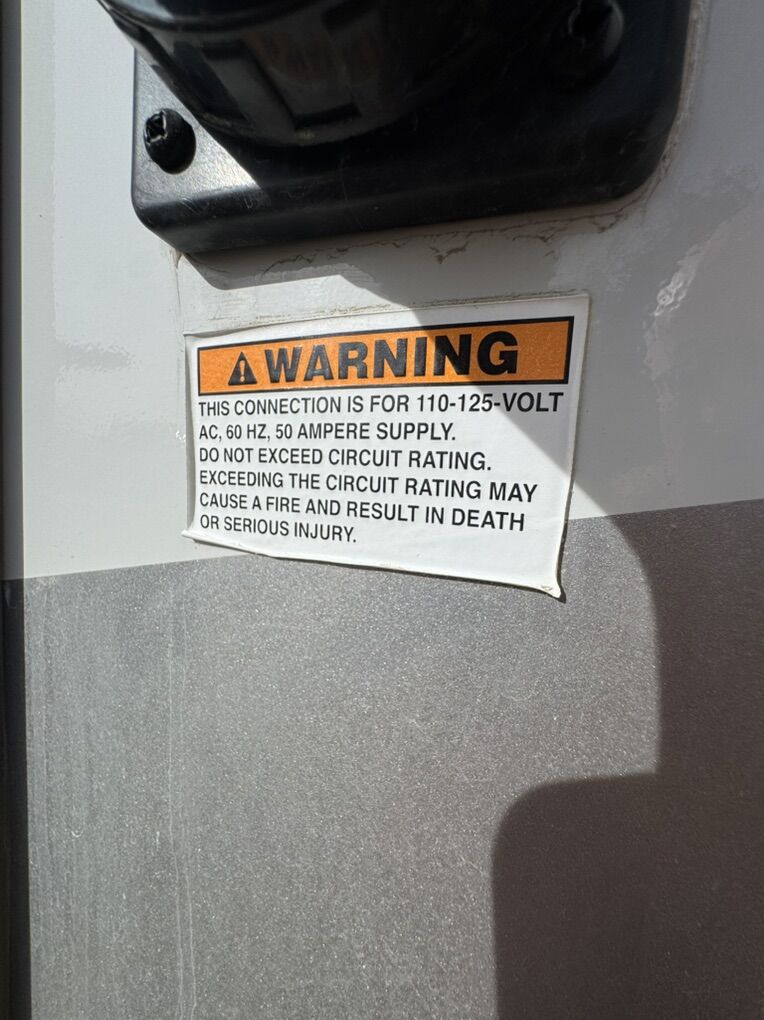 WARNING
THIS CONNECTION IS FOR 110-125-VOLT
AC, 60 HZ, 50 AMPERE SUPPLY.
DO NOT EXCEED CIRCUIT RATING.
EXCEEDING THE CIRCUIT RATING MAY
CAUSE A FIRE AND RESULT IN DEATH
OR SERIOUS INJURY.